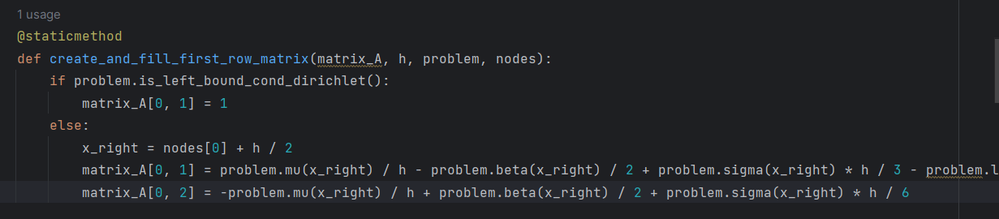 1 usage
@staticmethod
def create_and_fill_first_row_matrix(matrix_A, h, problem, nodes):
if problem.is_left_bound_cond_dirichlet():
matrix_A[0, 1] = 1
else:
x_right = nodes[0] + h / 2
matrix_A[0, 1] = problem.mu(x_right) / h - problem.beta(x_right) / 2 + problem.sigma(x_right) * h / 3 - problem.l
matrix_A[0, 2] = -problem.mu(x_right) / h + problem.beta(x_right) / 2 + problem.sigma(x_right) * h / 6